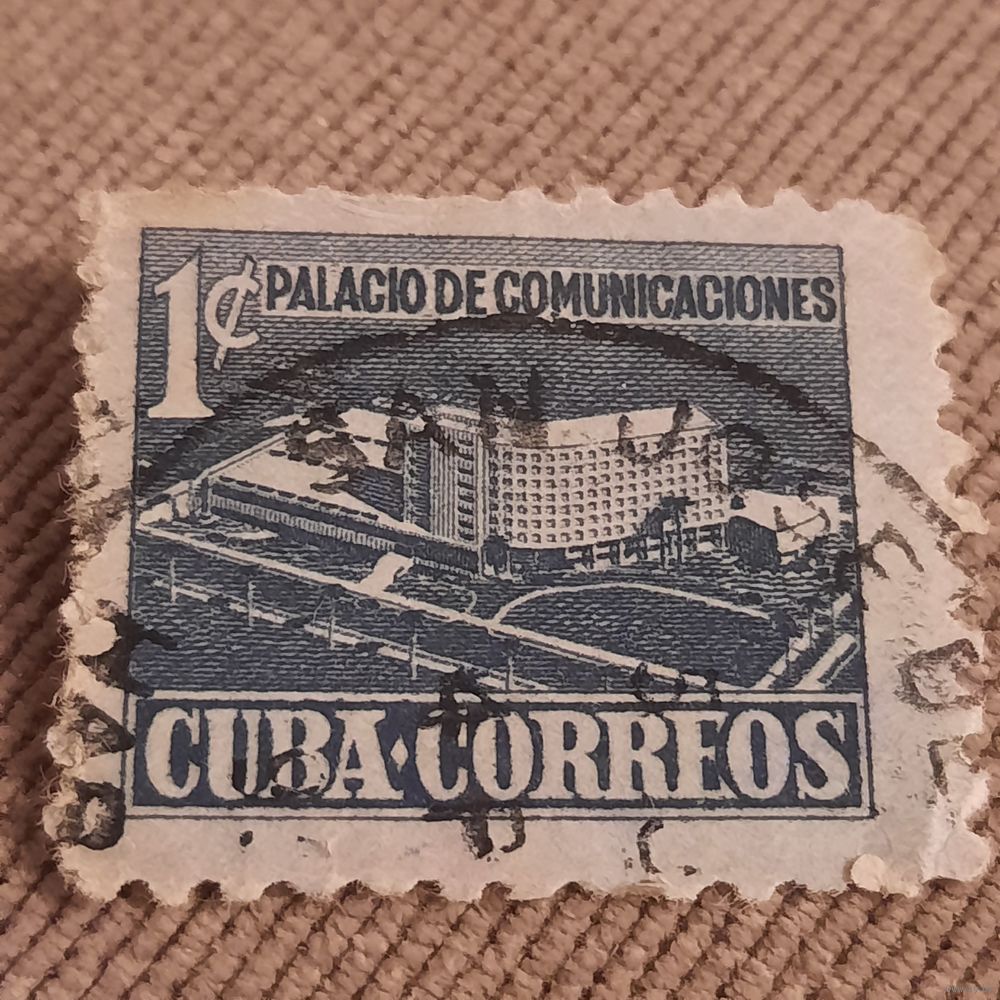 1¢ PALACIO DE COMUNICACIONES
CUBA·CORREOS